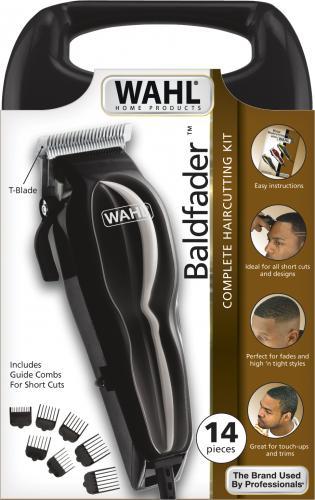 WAHL
HOME PRODUCTS
T-Blade
WAHL
Baldfader™
COMPLETE HAIRCUTTING KIT
Easy instructions
Ideal for all short cuts
and designs
Perfect for fades and
high 'n tight styles
Great for touch-ups
and trims
Includes
Guide Combs
For Short Cuts
14
pieces
The Brand Used
By Professionals®